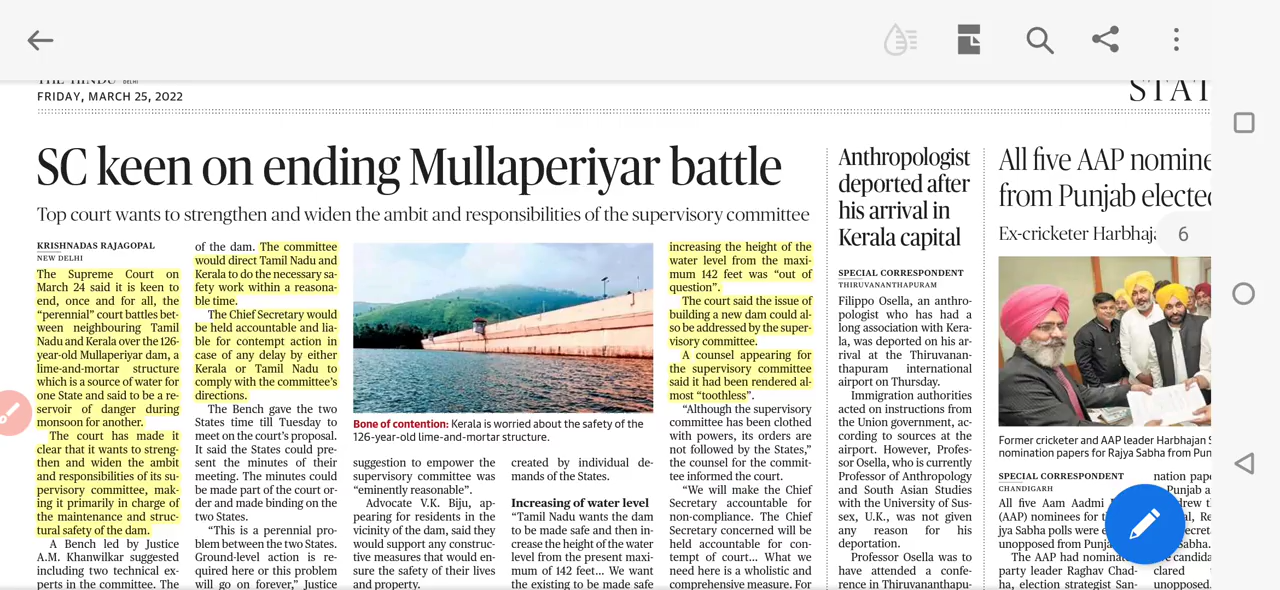 THE HINDU DELHI
FRIDAY, MARCH 25, 2022
SC keen on ending Mullaperiyar battle
Top court wants to strengthen and widen the ambit and responsibilities of the supervisory committee
KRISHNADAS RAJAGOPAL
NEW DELHI
The Supreme Court on
March 24 said it is keen to
end, once and for all, the
“perennial” court battles bet-
ween neighbouring Tamil
Nadu and Kerala over the 126-
year-old Mullaperiyar dam, a
lime-and-mortar structure
which is a source of water for
one State and said to be a re-
servoir of danger during
monsoon for another.
The court has made it
clear that it wants to streng-
then and widen the ambit
and responsibilities of its su-
pervisory committee, mak-
ing it primarily in charge of
the maintenance and struc-
tural safety of the dam.
A Bench led by Justice
A.M. Khanwilkar suggested
including two technical ex-
perts in the committee. The
of the dam. The committee
would direct Tamil Nadu and
Kerala to do the necessary sa-
fety work within a reasona-
ble time.
The Chief Secretary would
be held accountable and lia-
ble for contempt action in
case of any delay by either
Kerala or Tamil Nadu to
comply with the committee’s
directions.
The Bench gave the two
States time till Tuesday to
meet on the court’s proposal.
It said the States could pre-
sent the minutes of their
meeting. The minutes could
be made part of the court or-
der and made binding on the
two States.
“This is a perennial pro-
blem between the two States.
Ground-level action is re-
quired here or this problem
will go on forever,” Justice
Bone of contention: Kerala is worried about the safety of the
126-year-old lime-and-mortar structure.
suggestion to empower the
supervisory committee was
“eminently reasonable”.
Advocate V.K. Biju, ap-
pearing for residents in the
vicinity of the dam, said they
would support any construc-
tive measures that would en-
sure the safety of their lives
and property.
created by individual de-
mands of the States.
Increasing of water level
“Tamil Nadu wants the dam
to be made safe and then in-
crease the height of the water
level from the present maxi-
mum of 142 feet... We want
the existing to be made safe
increasing the height of the
water level from the maxi-
mum 142 feet was “out of
question”.
The court said the issue of
building a new dam could al-
so be addressed by the super-
visory committee.
A counsel appearing for
the supervisory committee
said it had been rendered al-
most “toothless”.
“Although the supervisory
committee has been clothed
with powers, its orders are
not followed by the States,”
the counsel for the commit-
tee informed the court.
“We will make the Chief
Secretary accountable for
non-compliance. The Chief
Secretary concerned will be
held accountable for con-
tempt of court... What we
need here is a wholistic and
comprehensive measure. For
Anthropologist
deported after
his arrival in
Kerala capital
SPECIAL CORRESPONDENT
THIRUVANANTHAPURAM
Filippo Osella, an anthro-
pologist who has had a
long association with Kera-
la, was deported on his ar-
rival at the Thiruvanan-
thapuram international
airport on Thursday.
Immigration authorities
acted on instructions from
the Union government, ac-
cording to sources at the
airport. However, Profes-
sor Osella, who is currently
Professor of Anthropology
and South Asian Studies
with the University of Sus-
sex, U.K., was not given
any reason for his
deportation.
Professor Osella was to
have attended a confe-
rence in Thiruvananthapu-
STAT
All five AAP nomine
from Punjab elected
Ex-cricketer Harbhaj
6
Former cricketer and AAP leader Harbhajan S
nomination papers for Rajya Sabha from Pun
SPECIAL CORRESPONDENT
CHANDIGARH
All five Aam Aadmi
(AAP) nominees for t
jya Sabha polls were e
unopposed from Punja
The AAP had nomina
party leader Raghav Chad-
ha, election strategist San-
nation pape
Punjab a
drew t
al, Re
ecreta
Sabha.
e candida
clared
unopposed.